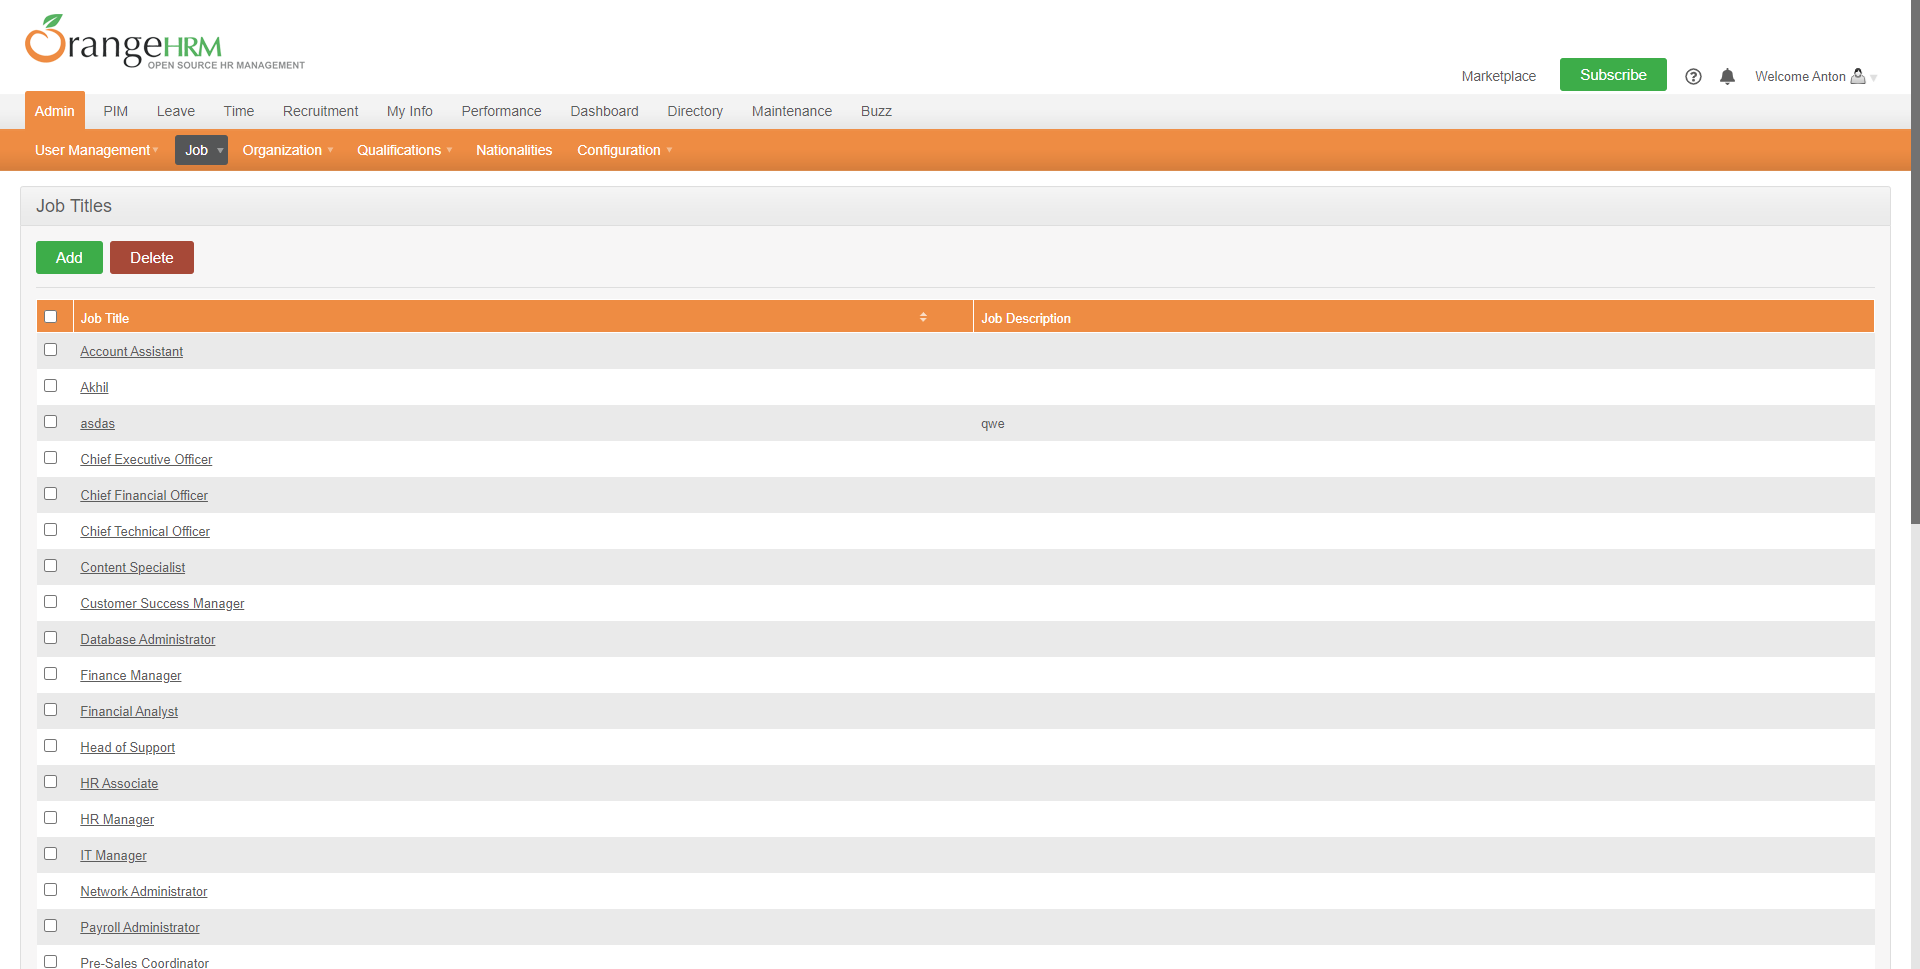 OrangeHRM
OPEN SOURCE HR MANAGEMENT
Marketplace
Subscribe
?
Welcome Anton
Admin PIM Leave Time Recruitment My Info Performance Dashboard Directory Maintenance Buzz
User Management Job Organization Qualifications Nationalities Configuration
Job Titles
Add Delete
Job Title Job Description
Account Assistant
Akhil
asdas qwe
Chief Executive Officer
Chief Financial Officer
Chief Technical Officer
Content Specialist
Customer Success Manager
Database Administrator
Finance Manager
Financial Analyst
Head of Support
HR Associate
HR Manager
IT Manager
Network Administrator
Payroll Administrator
Pre-Sales Coordinator